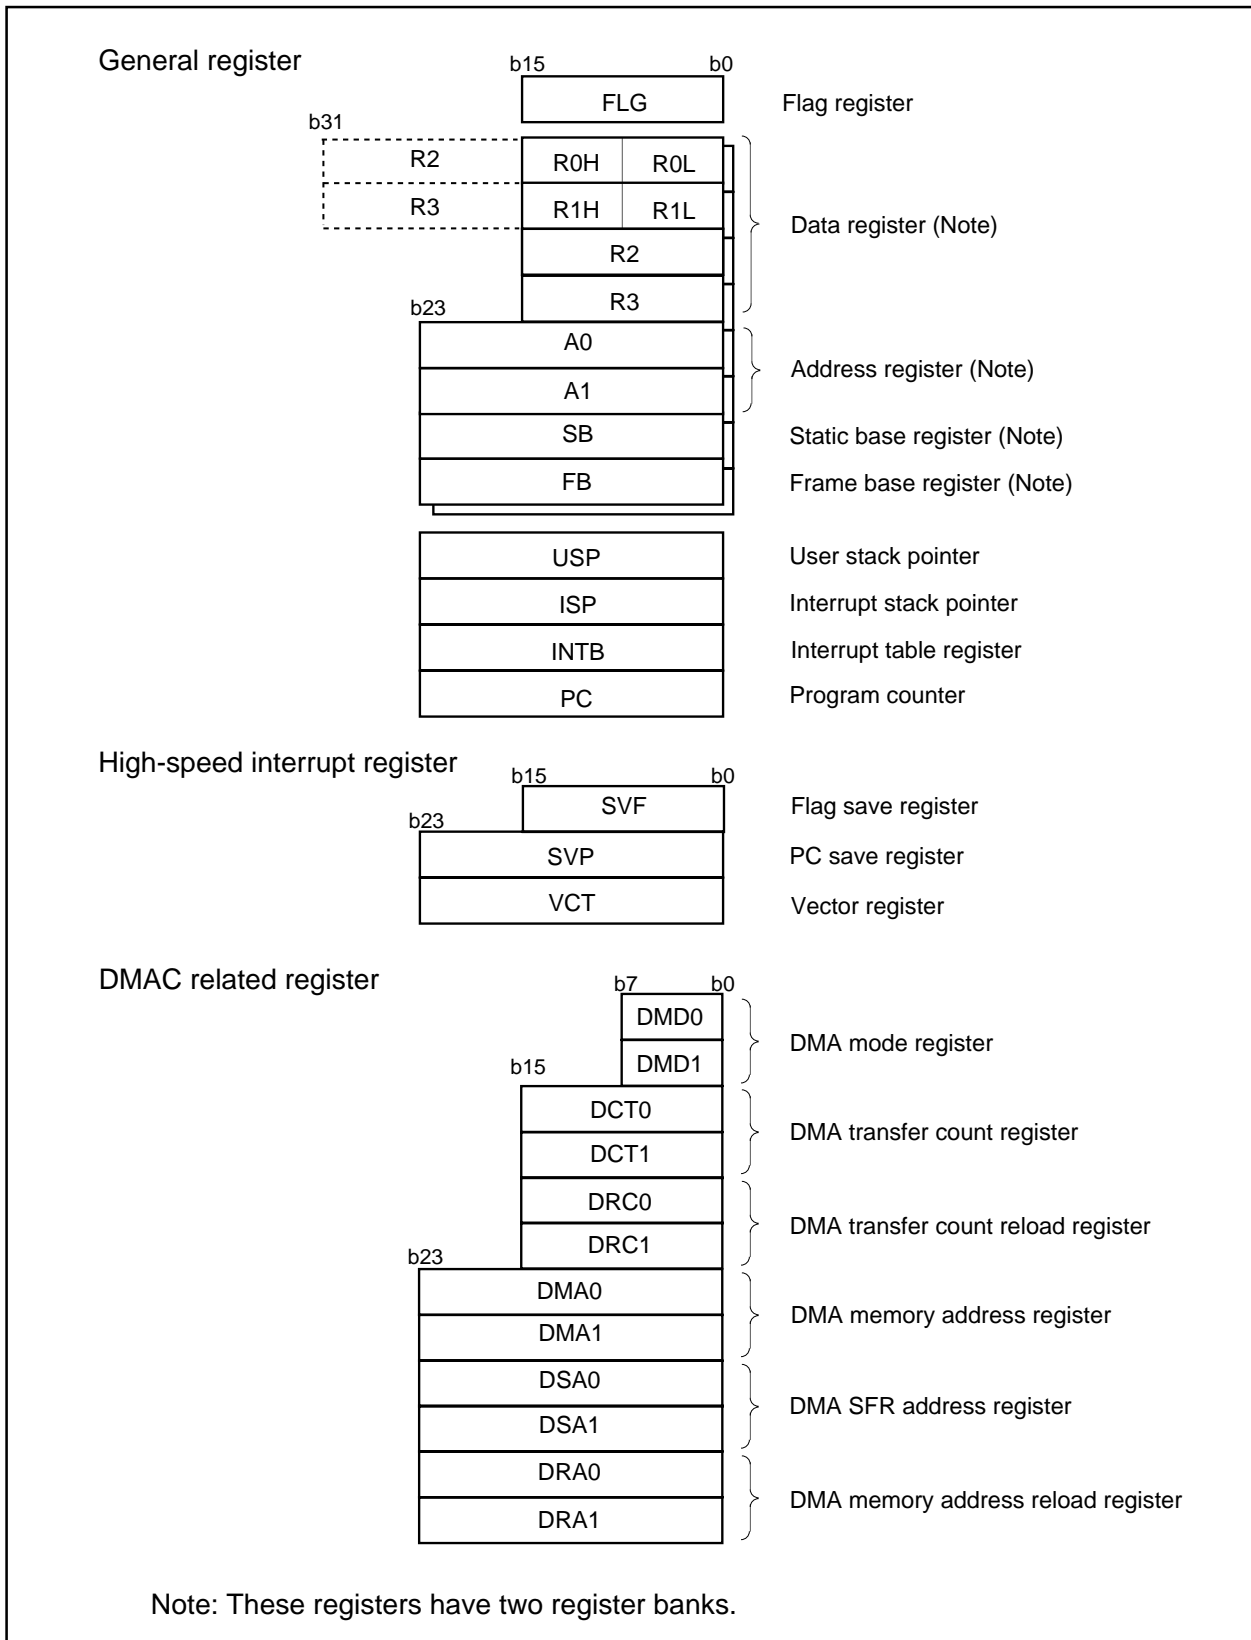 General register
b15 b0
FLG Flag register
b31
R2 R0H R0L
R3 R1H R1L
Data register (Note)
R2
R3
b23
A0
Address register (Note)
A1
SB Static base register (Note)
FB Frame base register (Note)
USP User stack pointer
ISP Interrupt stack pointer
INTB Interrupt table register
PC Program counter
High-speed interrupt register
b15 b0
SVF Flag save register
b23
SVP PC save register
VCT Vector register
DMAC related register
b7 b0
DMD0
DMA mode register
DMD1
b15
DCT0
DMA transfer count register
DCT1
DRC0
DMA transfer count reload register
DRC1
b23
DMA0
DMA memory address register
DMA1
DSA0
DMA SFR address register
DSA1
DRA0
DMA memory address reload register
DRA1
Note: These registers have two register banks.